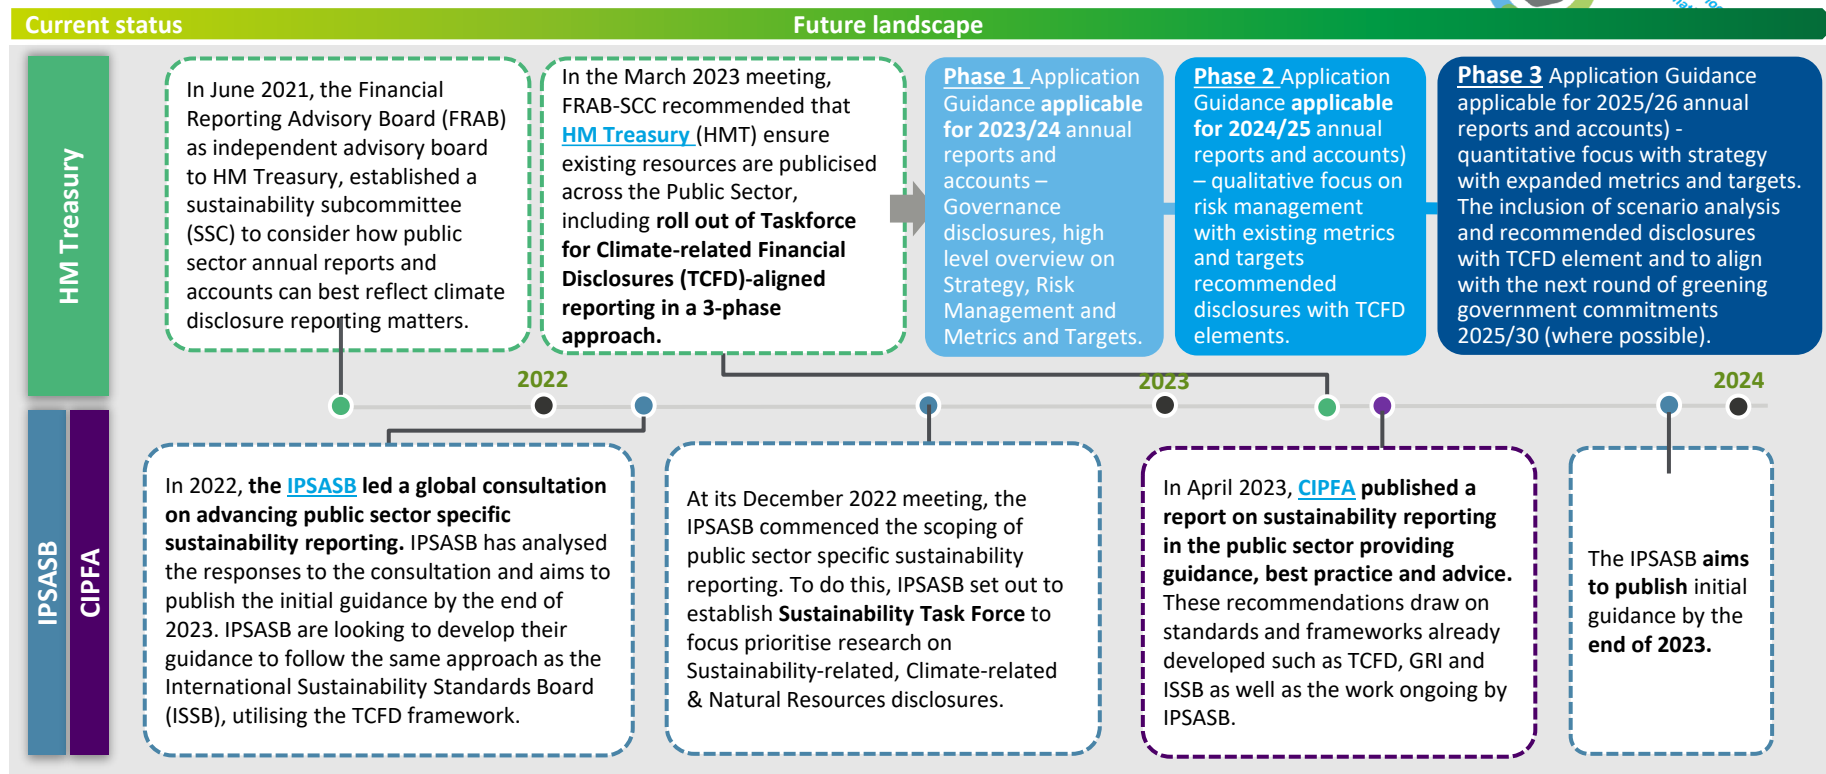 Current status
Future landscape
HM Treasury
In June 2021, the Financial
Reporting Advisory Board (FRAB)
as independent advisory board
to HM Treasury, established a
sustainability subcommittee
(SSC) to consider how public
sector annual reports and
accounts can best reflect climate
disclosure reporting matters.
In the March 2023 meeting,
FRAB-SCC recommended that
HM Treasury (HMT) ensure
existing resources are publicised
across the Public Sector,
including roll out of Taskforce
for Climate-related Financial
Disclosures (TCFD)-aligned
reporting in a 3-phase
approach.
Phase 1 Application
Guidance applicable
for 2023/24 annual
reports and
accounts –
Governance
disclosures, high
level overview on
Strategy, Risk
Management and
Metrics and Targets.
Phase 2 Application
Guidance applicable
for 2024/25 annual
reports and accounts)
– qualitative focus on
risk management
with existing metrics
and targets
recommended
disclosures with TCFD
elements.
Phase 3 Application Guidance
applicable for 2025/26 annual
reports and accounts) -
quantitative focus with strategy
with expanded metrics and targets.
The inclusion of scenario analysis
and recommended disclosures
with TCFD element and to align
with the next round of greening
government commitments
2025/30 (where possible).
2022
2023
2024
IPSASB
CIPFA
In 2022, the IPSASB led a global consultation
on advancing public sector specific
sustainability reporting. IPSASB has analysed
the responses to the consultation and aims to
publish the initial guidance by the end of
2023. IPSASB are looking to develop their
guidance to follow the same approach as the
International Sustainability Standards Board
(ISSB), utilising the TCFD framework.
At its December 2022 meeting, the
IPSASB commenced the scoping of
public sector specific sustainability
reporting. To do this, IPSASB set out to
establish Sustainability Task Force to
focus prioritise research on
Sustainability-related, Climate-related
& Natural Resources disclosures.
In April 2023, CIPFA published a
report on sustainability reporting
in the public sector providing
guidance, best practice and advice.
These recommendations draw on
standards and frameworks already
developed such as TCFD, GRI and
ISSB as well as the work ongoing by
IPSASB.
The IPSASB aims
to publish initial
guidance by the
end of 2023.